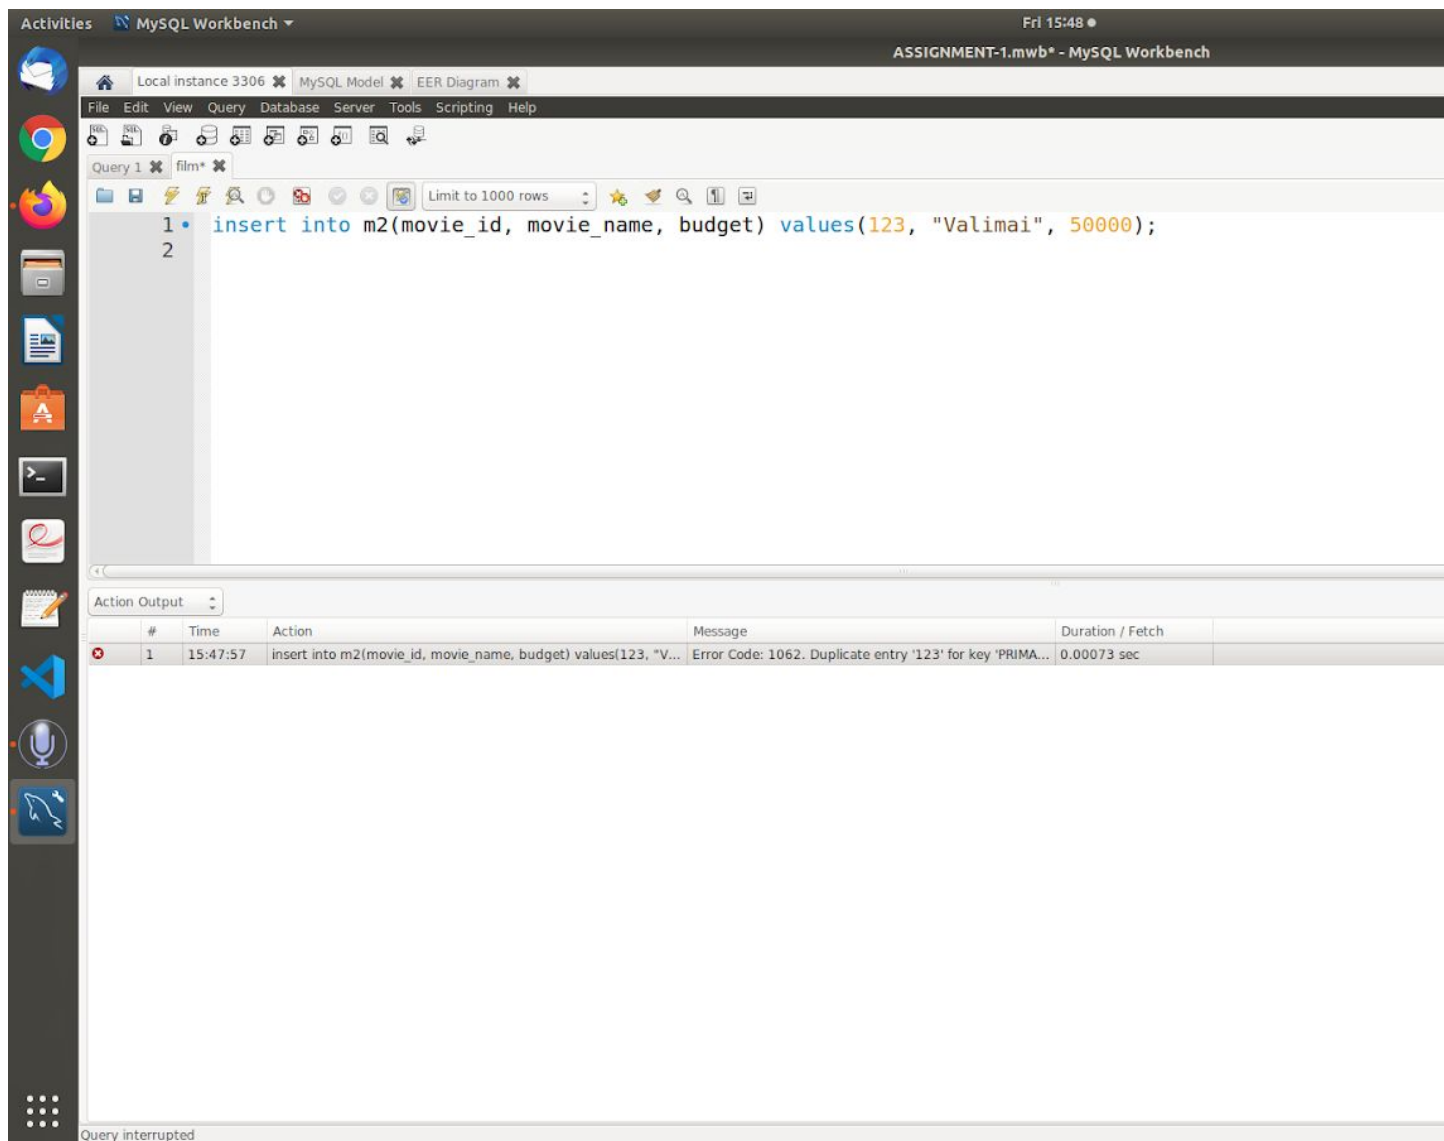 Activities MySQL Workbench Fri 15:48
ASSIGNMENT-1.mwb* - MySQL Workbench
Local instance 3306 MySQL Model EER Diagram
File Edit View Query Database Server Tools Scripting Help
Query 1 film*
Limit to 1000 rows
1 insert into m2(movie_id, movie_name, budget) values(123, "Valimai", 50000);
2
Action Output
# Time Action Message Duration / Fetch
1 15:47:57 insert into m2(movie_id, movie_name, budget) values(123, "V... Error Code: 1062. Duplicate entry '123' for key 'PRIMA... 0.00073 sec
Query interrupted